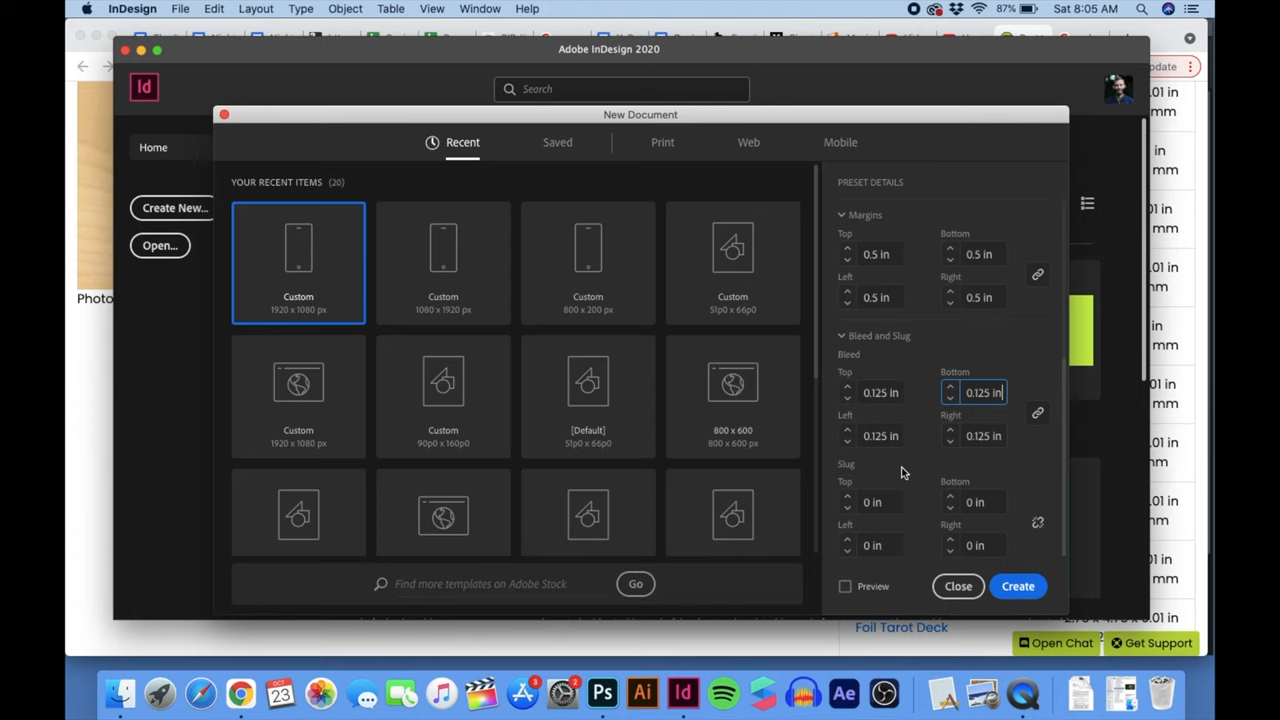 InDesign File Edit Layout Type Object Table View Window Help
87% Sat 8:05 AM
Adobe InDesign 2020
Id
Search
Home
Create New...
Open...
Photo
New Document
Recent Saved Print Web Mobile
YOUR RECENT ITEMS (20)
Custom
1920 x 1080 px
Custom
1080 x 1920 px
Custom
800 x 200 px
Custom
51p0 x 66p0
Custom
1920 x 1080 px
Custom
90p0 x 160p0
[Default]
51p0 x 66p0
800 x 600
800 x 600 px
Find more templates on Adobe Stock
Go
PRESET DETAILS
Margins
Top Bottom
0.5 in 0.5 in
Left Right
0.5 in 0.5 in
Bleed and Slug
Bleed
Top Bottom
0.125 in 0.125 in
Left Right
0.125 in 0.125 in
Slug
Top Bottom
0 in 0 in
Left Right
0 in 0 in
Preview
Close Create
Foil Tarot Deck
Open Chat
Get Support
OCT
23
3
2
Ps
Ai
Id
Ae